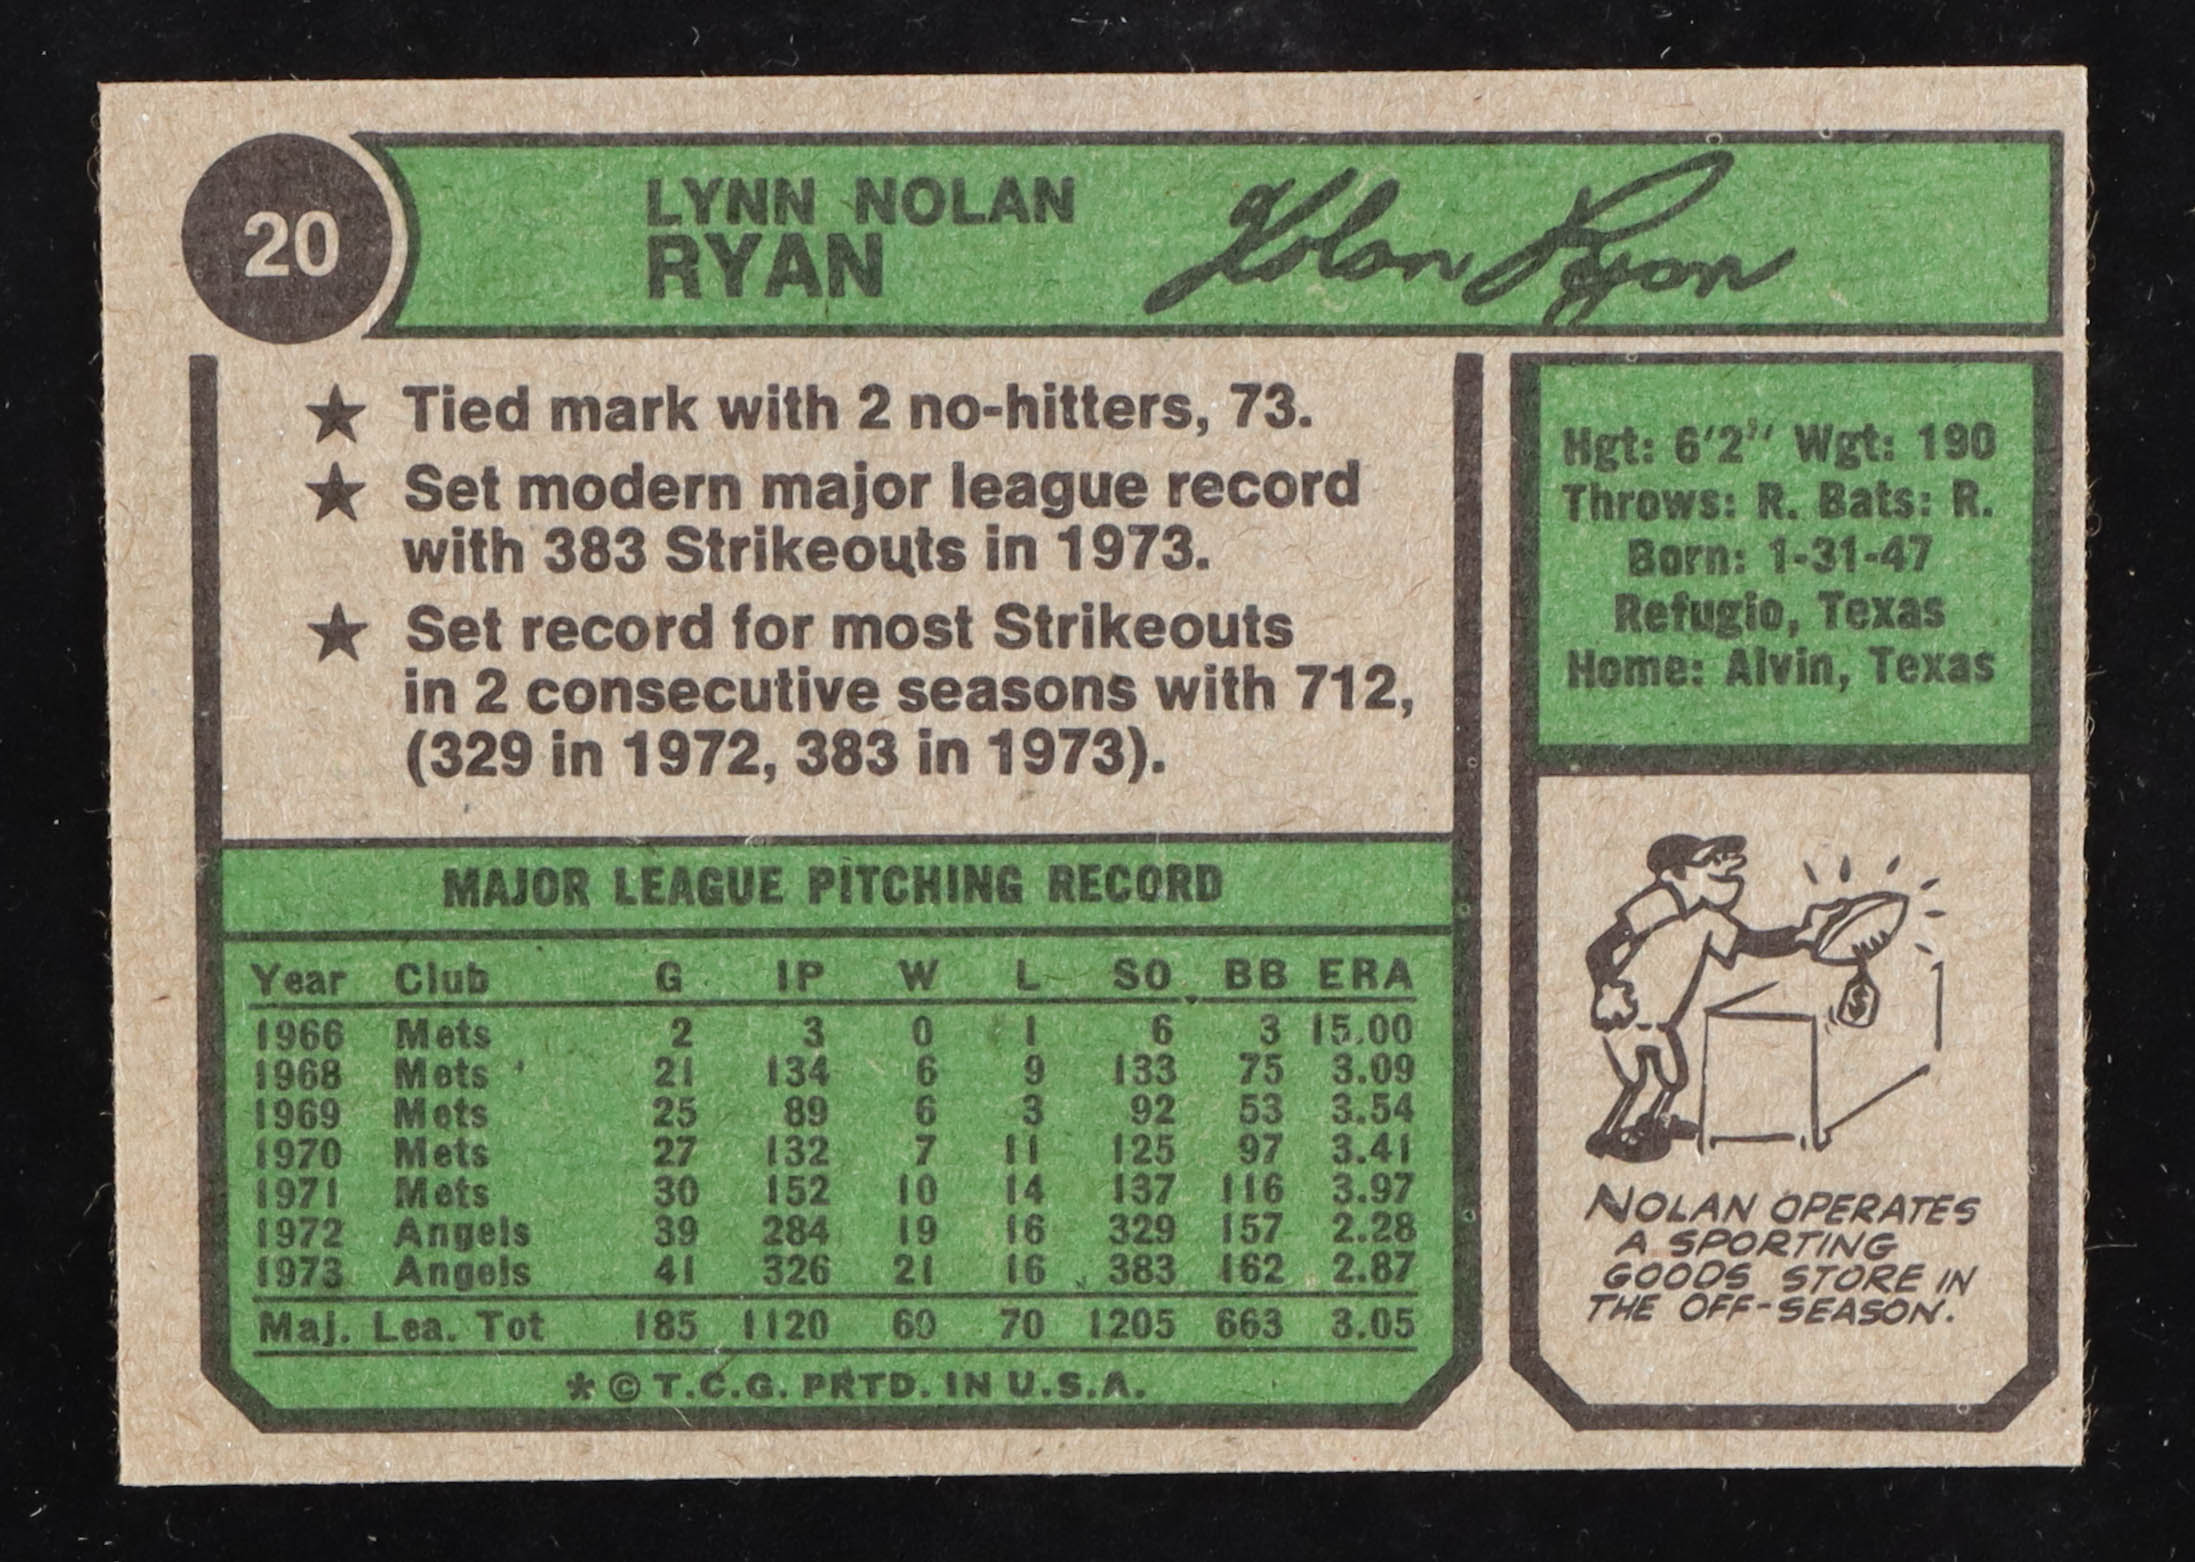 20
LYNN NOLAN
RYAN
Nolan Ryan
★ Tied mark with 2 no-hitters, 73.
★ Set modern major league record
with 383 Strikeouts in 1973.
★ Set record for most Strikeouts
in 2 consecutive seasons with 712,
(329 in 1972, 383 in 1973).
Hgt: 6'2" Wgt: 190
Throws: R. Bats: R.
Born: 1-31-47
Refugio, Texas
Home: Alvin, Texas
MAJOR LEAGUE PITCHING RECORD
Year Club G IP W L SO BB ERA
1966 Mets 2 3 0 1 6 3 15.00
1968 Mets 21 134 6 9 133 75 3.09
1969 Mets 25 89 6 3 92 53 3.54
1970 Mets 27 132 7 11 125 97 3.41
1971 Mets 30 152 10 14 137 116 3.97
1972 Angels 39 284 19 16 329 157 2.28
1973 Angels 41 326 21 16 383 162 2.87
Maj. Lea. Tot 185 1120 69 70 1205 663 3.05
* © T.C.G. PRTD. IN U.S.A.
$
NOLAN OPERATES
A SPORTING
GOODS STORE IN
THE OFF-SEASON.